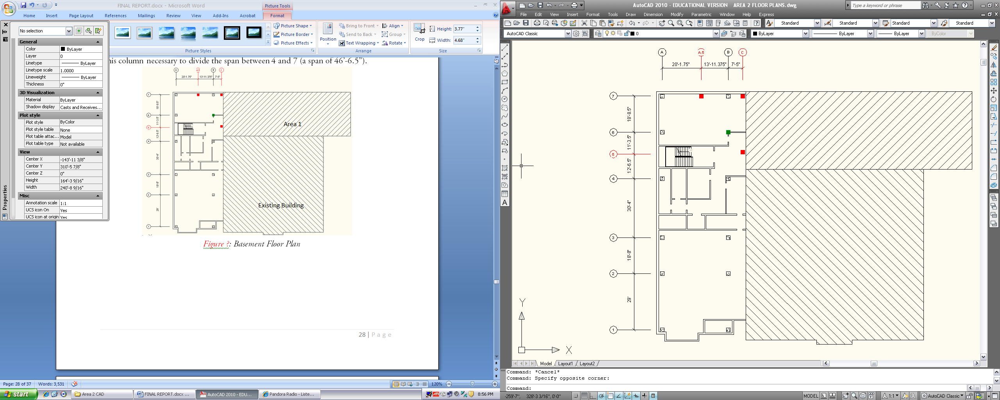 FINAL REPORT.docx - Microsoft Word
Picture Tools
Home Insert Page Layout References Mailings Review View Add-Ins Acrobat Format
Picture Shape
Picture Border
Picture Effects
Picture Styles
Position
Bring to Front
Send to Back
Text Wrapping
Align
Group
Rotate
Arrange
Crop
Height: 3.77"
Width: 4.68"
Size
Properties
No selection
General
Color ByLayer
Layer 0
Linetype ByLayer
Linetype scale 1.0000
Lineweight ByLayer
Thickness 0"
3D Visualization
Material ByLayer
Shadow display Casts and Receives...
Plot style
Plot style ByColor
Plot style table None
Plot table attac... Model
Plot table type Not available
View
Center X -143'-11 3/8"
Center Y 310'-5 7/8"
Center Z 0"
Height 164'-3 9/16"
Width 240'-8 9/16"
Misc
Annotation scale 1:1
UCS icon On Yes
UCS icon at origin Yes
his column necessary to divide the span between 4 and 7 (a span of 46'-6.5").
A A.5 B C
20'-1.75" 13'-11.375" 7'-5"
7
18'-8.5"
6
11'-3.5"
5
12'-6.5"
4
30'-4"
3
18'-8"
2
29'
1
Area 1
Existing Building
Figure ?: Basement Floor Plan
28 | Page
Page: 28 of 37 Words: 3,531 120%
start
Area 2 CAD
FINAL REPORT.docx ...
AutoCAD 2010 - EDU...
Pandora Radio - Liste...
ATI
8:56 PM
AutoCAD 2010 - EDUCATIONAL VERSION AREA 2 FLOOR PLANS.dwg
Type a keyword or phrase
File Edit View Insert Format Tools Draw Dimension Modify Parametric Window Help Express
Standard Standard Standard Standard
AutoCAD Classic
0
ByLayer ByLayer ByLayer ByColor
A A.5 B C
20'-1.75" 13'-11.375" 7'-5"
7
18'-8.5"
6
11'-3.5"
5
12'-6.5"
4
30'-4"
3
18'-8"
2
29'
1
Y
X
A
Model Layout1 Layout2
Command: *Cancel*
Command: Specify opposite corner:
Command:
-259'-7", 328'-3 3/16", 0'-0"
MODEL
1:1
AutoCAD Classic